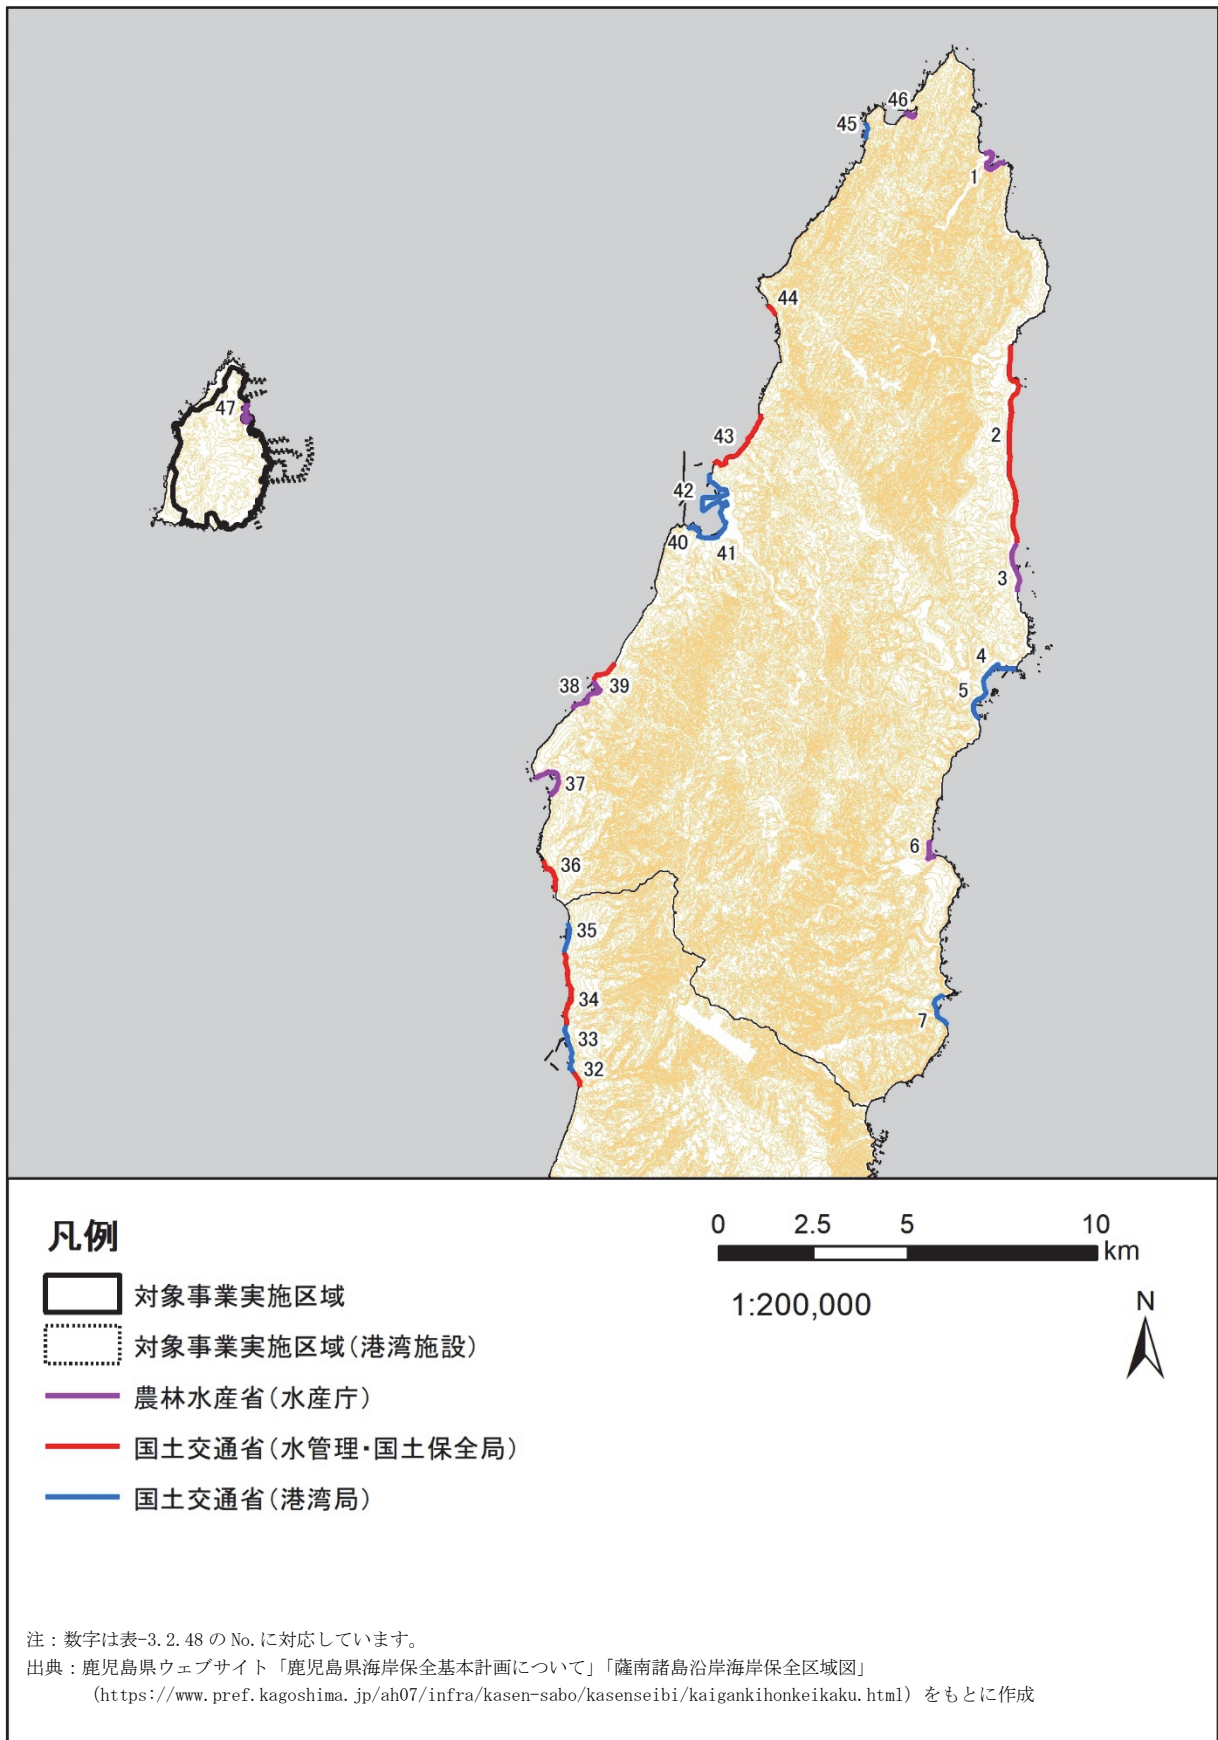 46
45
1
44
47
2
43
42
40
41
3
4
38
39
5
37
6
36
35
34
7
33
32
凡例
0 2.5 5 10
km
対象事業実施区域
1:200,000
N
対象事業実施区域(港湾施設)
農林水産省(水産庁)
国土交通省(水管理・国土保全局)
国土交通省(港湾局)
注：数字は表-3.2.48 の No.に対応しています。
出典：鹿児島県ウェブサイト「鹿児島県海岸保全基本計画について」「薩南諸島沿岸海岸保全区域図」
(https://www.pref.kagoshima.jp/ah07/infra/kasen-sabo/kasenseibi/kaigankihonkeikaku.html) をもとに作成